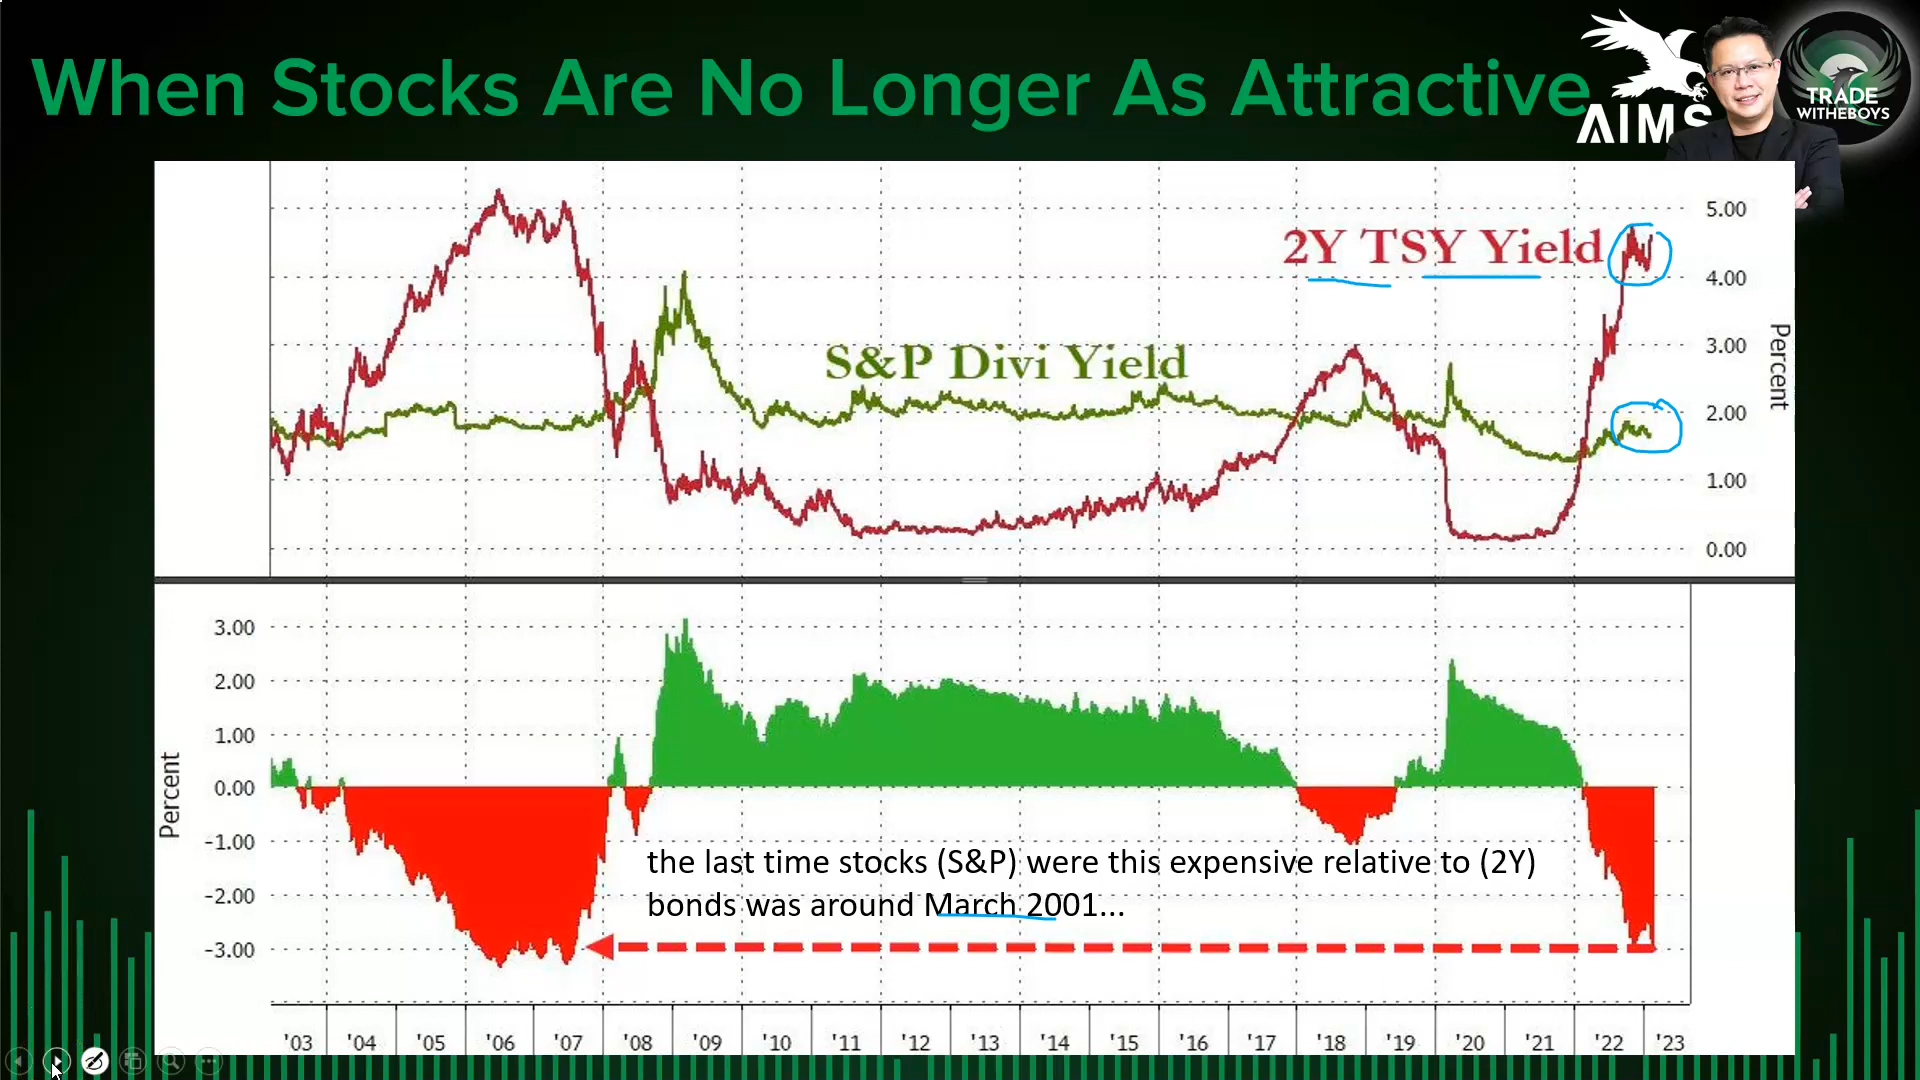 When Stocks Are No Longer As Attractive
AIMS
TRADE
WITHEBOYS
2Y TSY Yield
S&P Divi Yield
5.00
4.00
3.00
2.00
1.00
0.00
Percent
3.00
2.00
1.00
0.00
-1.00
-2.00
-3.00
Percent
the last time stocks (S&P) were this expensive relative to (2Y)
bonds was around March 2001...
'03 '04 '05 '06 '07 '08 '09 '10 '11 '12 '13 '14 '15 '16 '17 '18 '19 '20 '21 '22 '23